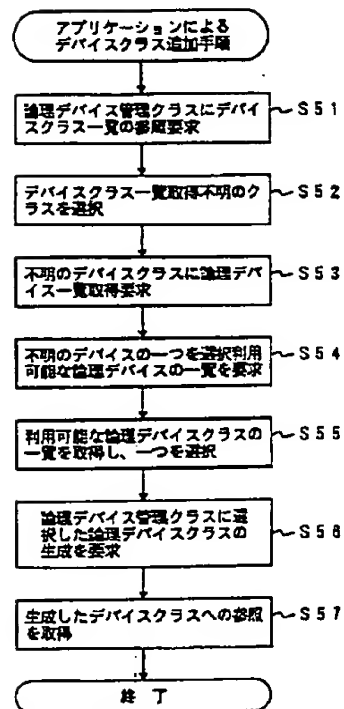 アプリケーションによる
デバイスクラス追加手順
論理デバイス管理クラスにデバイ
スクラス一覧の参照要求
S51
デバイスクラス一覧取得不明のク
ラスを選択
S52
不明のデバイスクラスに論理デバ
イス一覧取得要求
S53
不明のデバイスの一つを選択利用
可能な論理デバイスの一覧を要求
S54
利用可能な論理デバイスクラスの
一覧を取得し、一つを選択
S55
論理デバイス管理クラスに選
択した論理デバイスクラスの
生成を要求
S56
生成したデバイスクラスへの参照
を取得
S57
終了